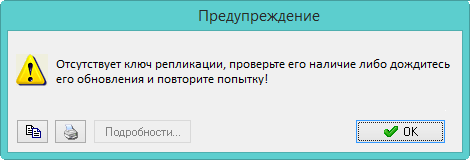 Предупреждение
Отсутствует ключ репликации, проверьте его наличие либо дождитесь
его обновления и повторите попытку!
Подробности...
OK